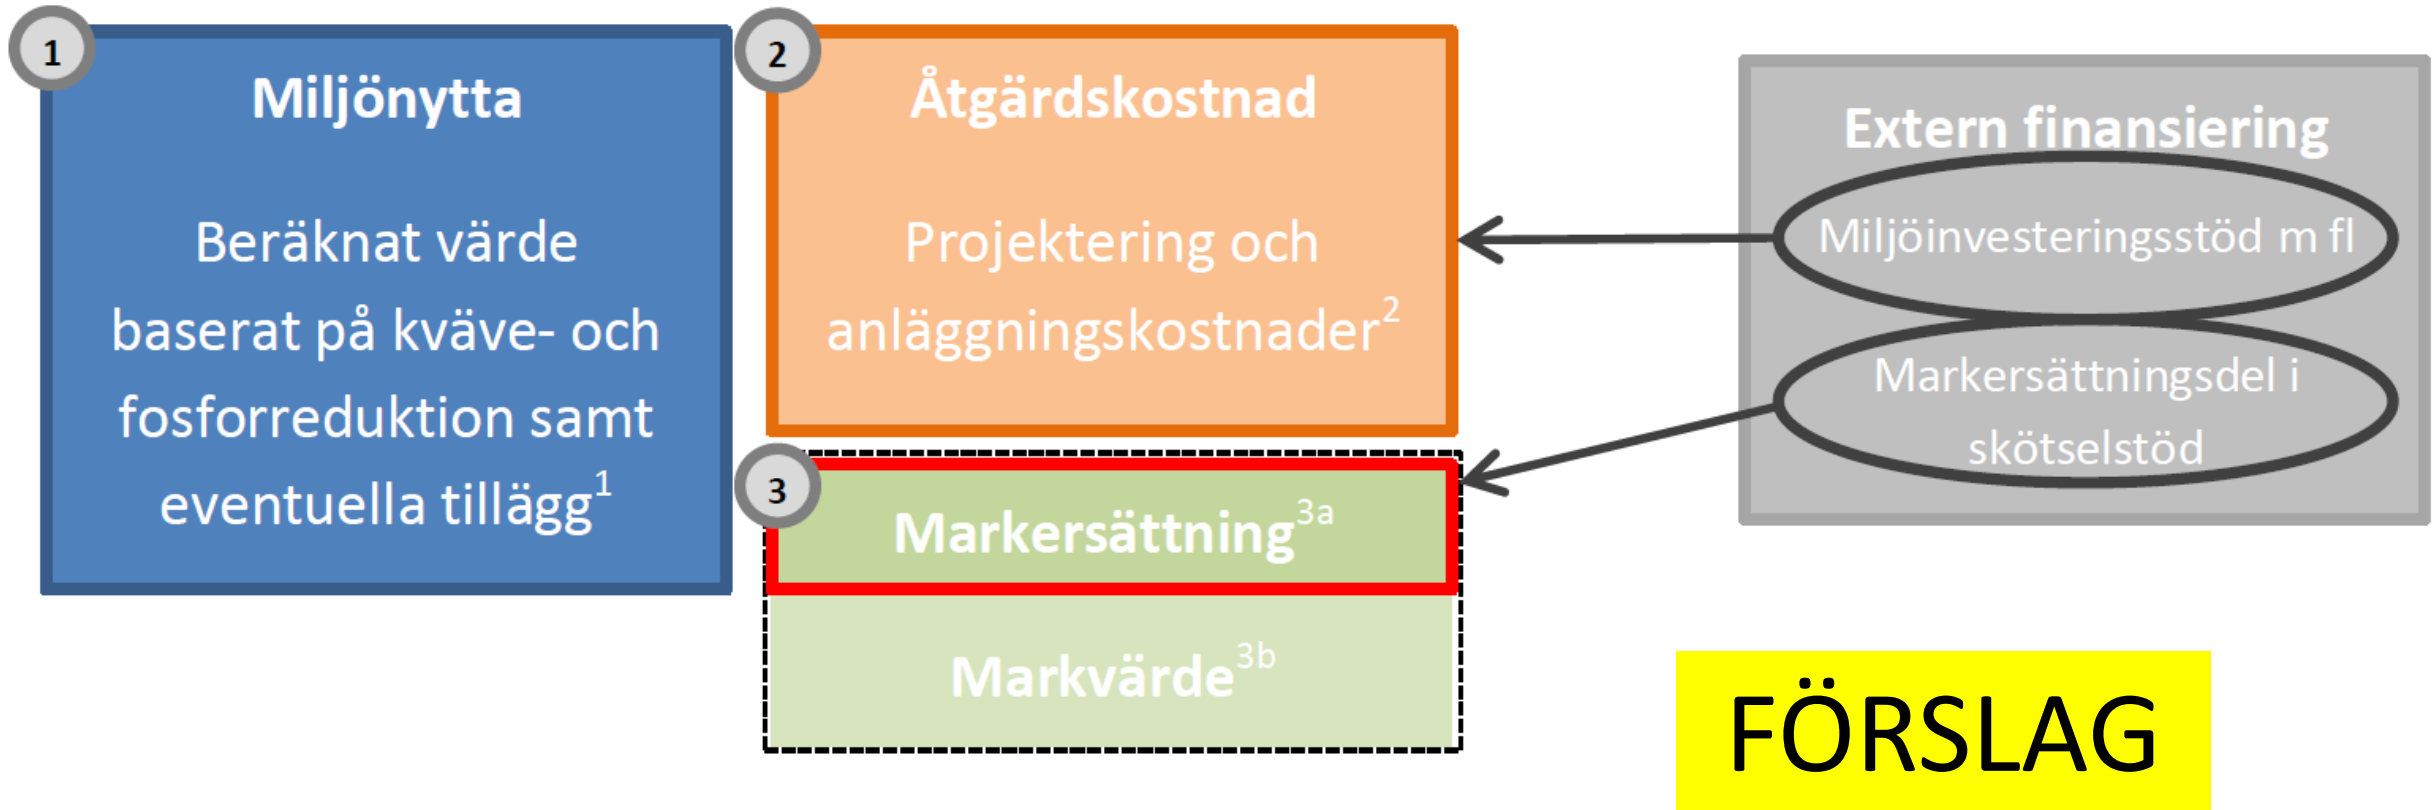 1
Miljönytta
Beräknat värde
baserat på kväve- och
fosforreduktion samt
eventuella tillägg1
2
Åtgärdskostnad
Projektering och
anläggningskostnader2
3
Markersättning3a
Markvärde3b
Extern finansiering
Miljöinvesteringsstöd m fl
Markersättningsdel i
skötselstöd
FÖRSLAG